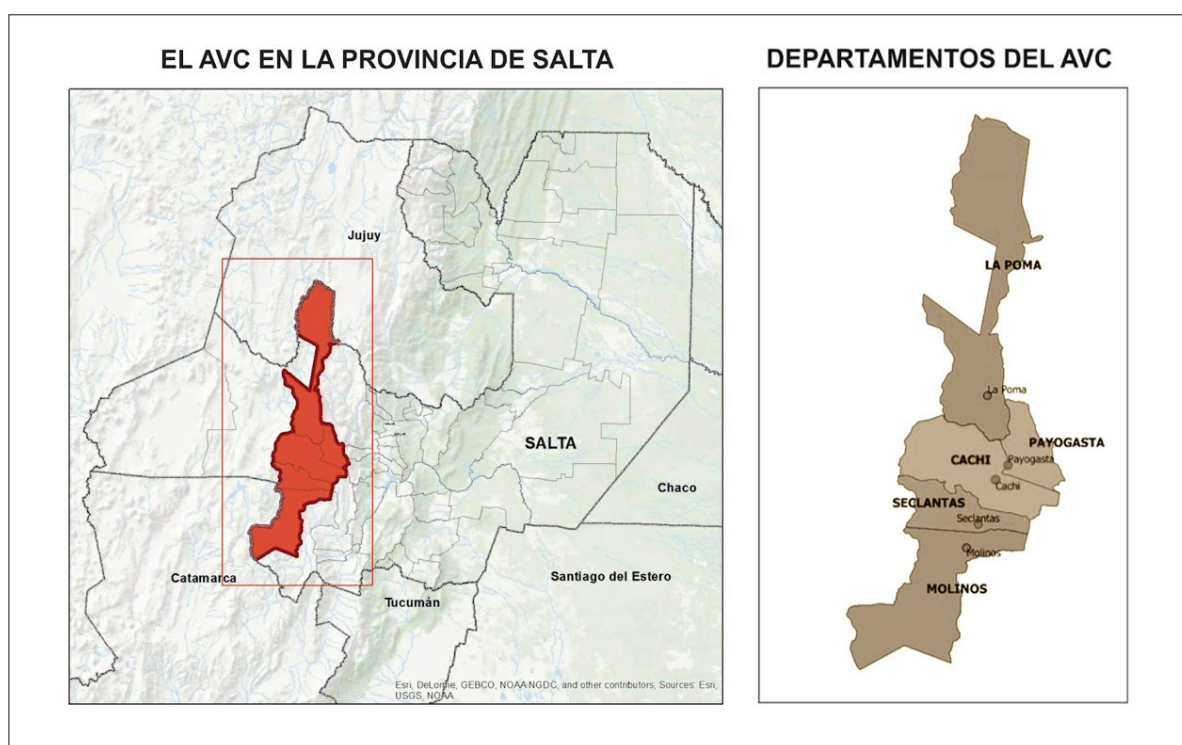 EL AVC EN LA PROVINCIA DE SALTA
Jujuy
SALTA
Chaco
Catamarca
Santiago del Estero
Tucumán
Esri, DeLorme, GEBCO, NOAA NGDC, and other contributors, Sources: Esri,
USGS, NOAA
DEPARTAMENTOS DEL AVC
LA POMA
La Poma
PAYOGASTA
CACHI
Payogasta
Cachi
SECLANTAS
Seclantas
Molinos
MOLINOS